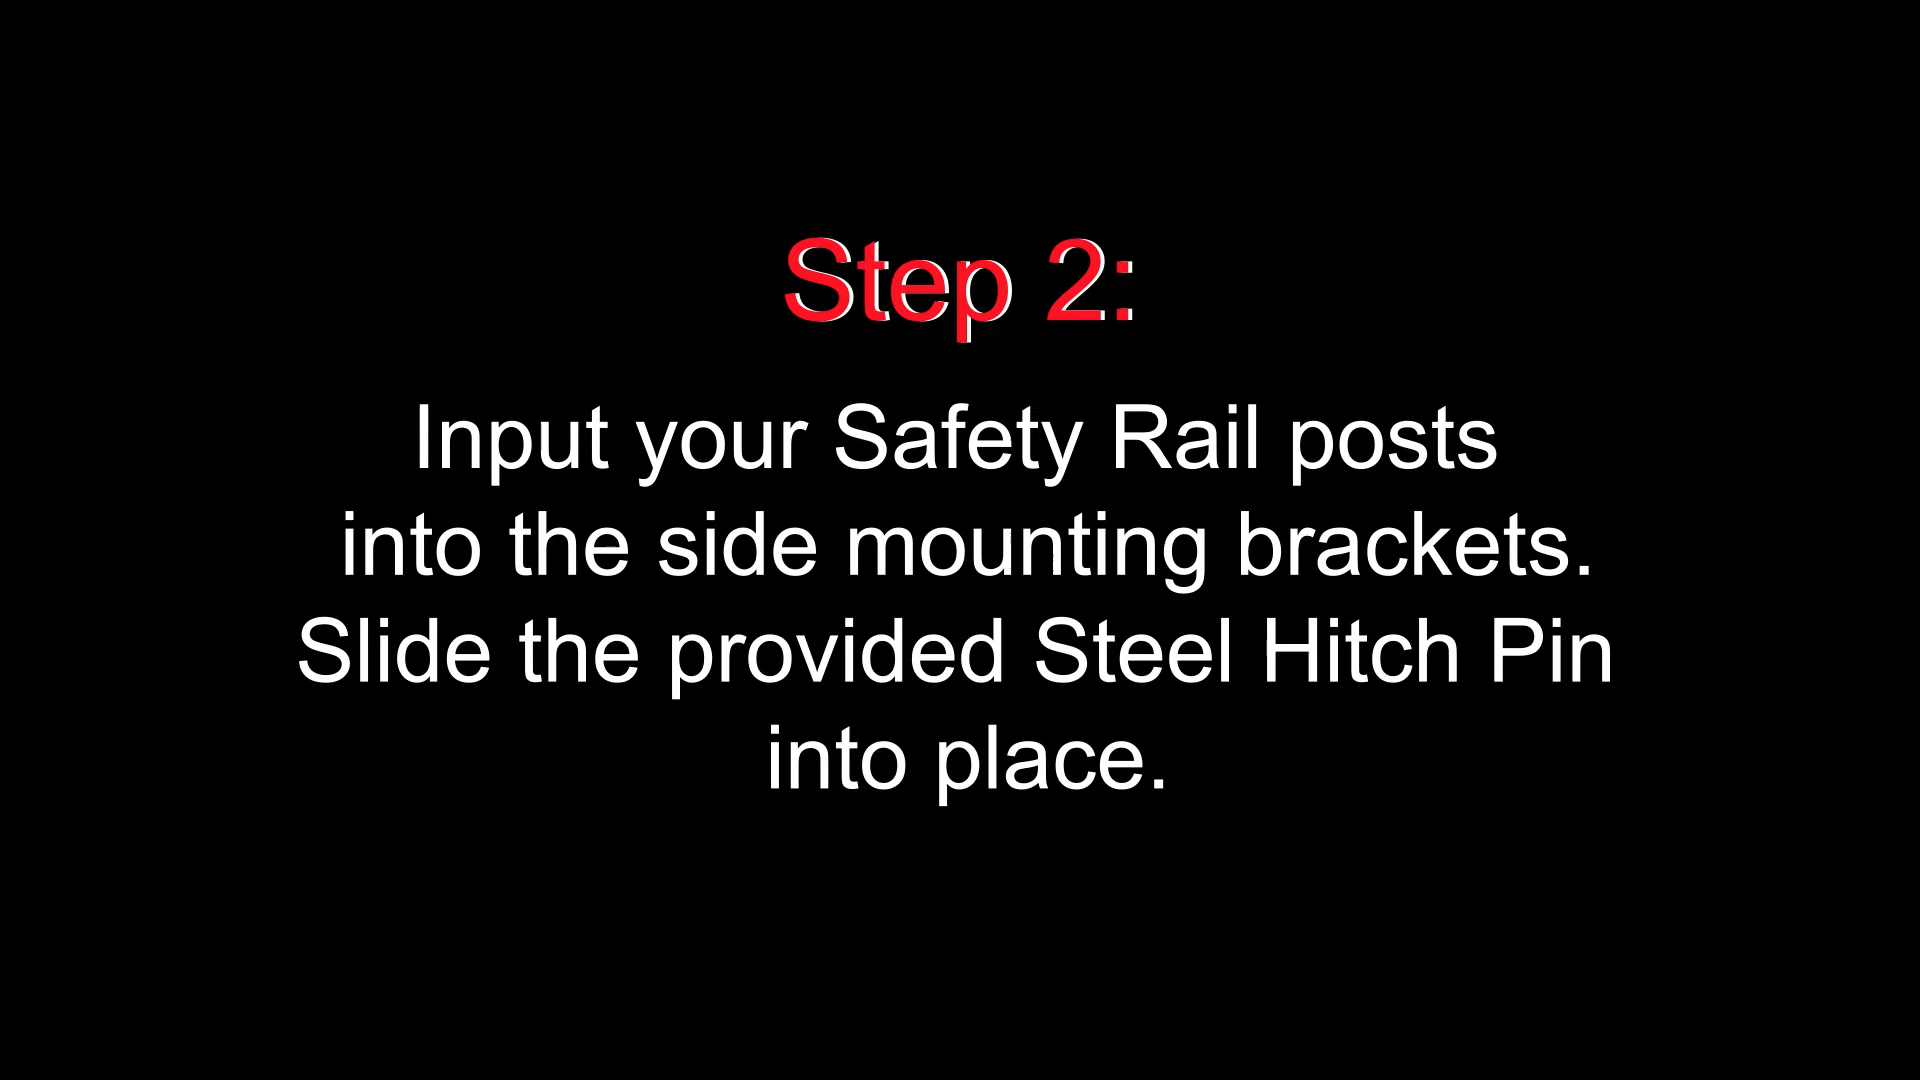 Step 2:
Input your Safety Rail posts
into the side mounting brackets.
Slide the provided Steel Hitch Pin
into place.